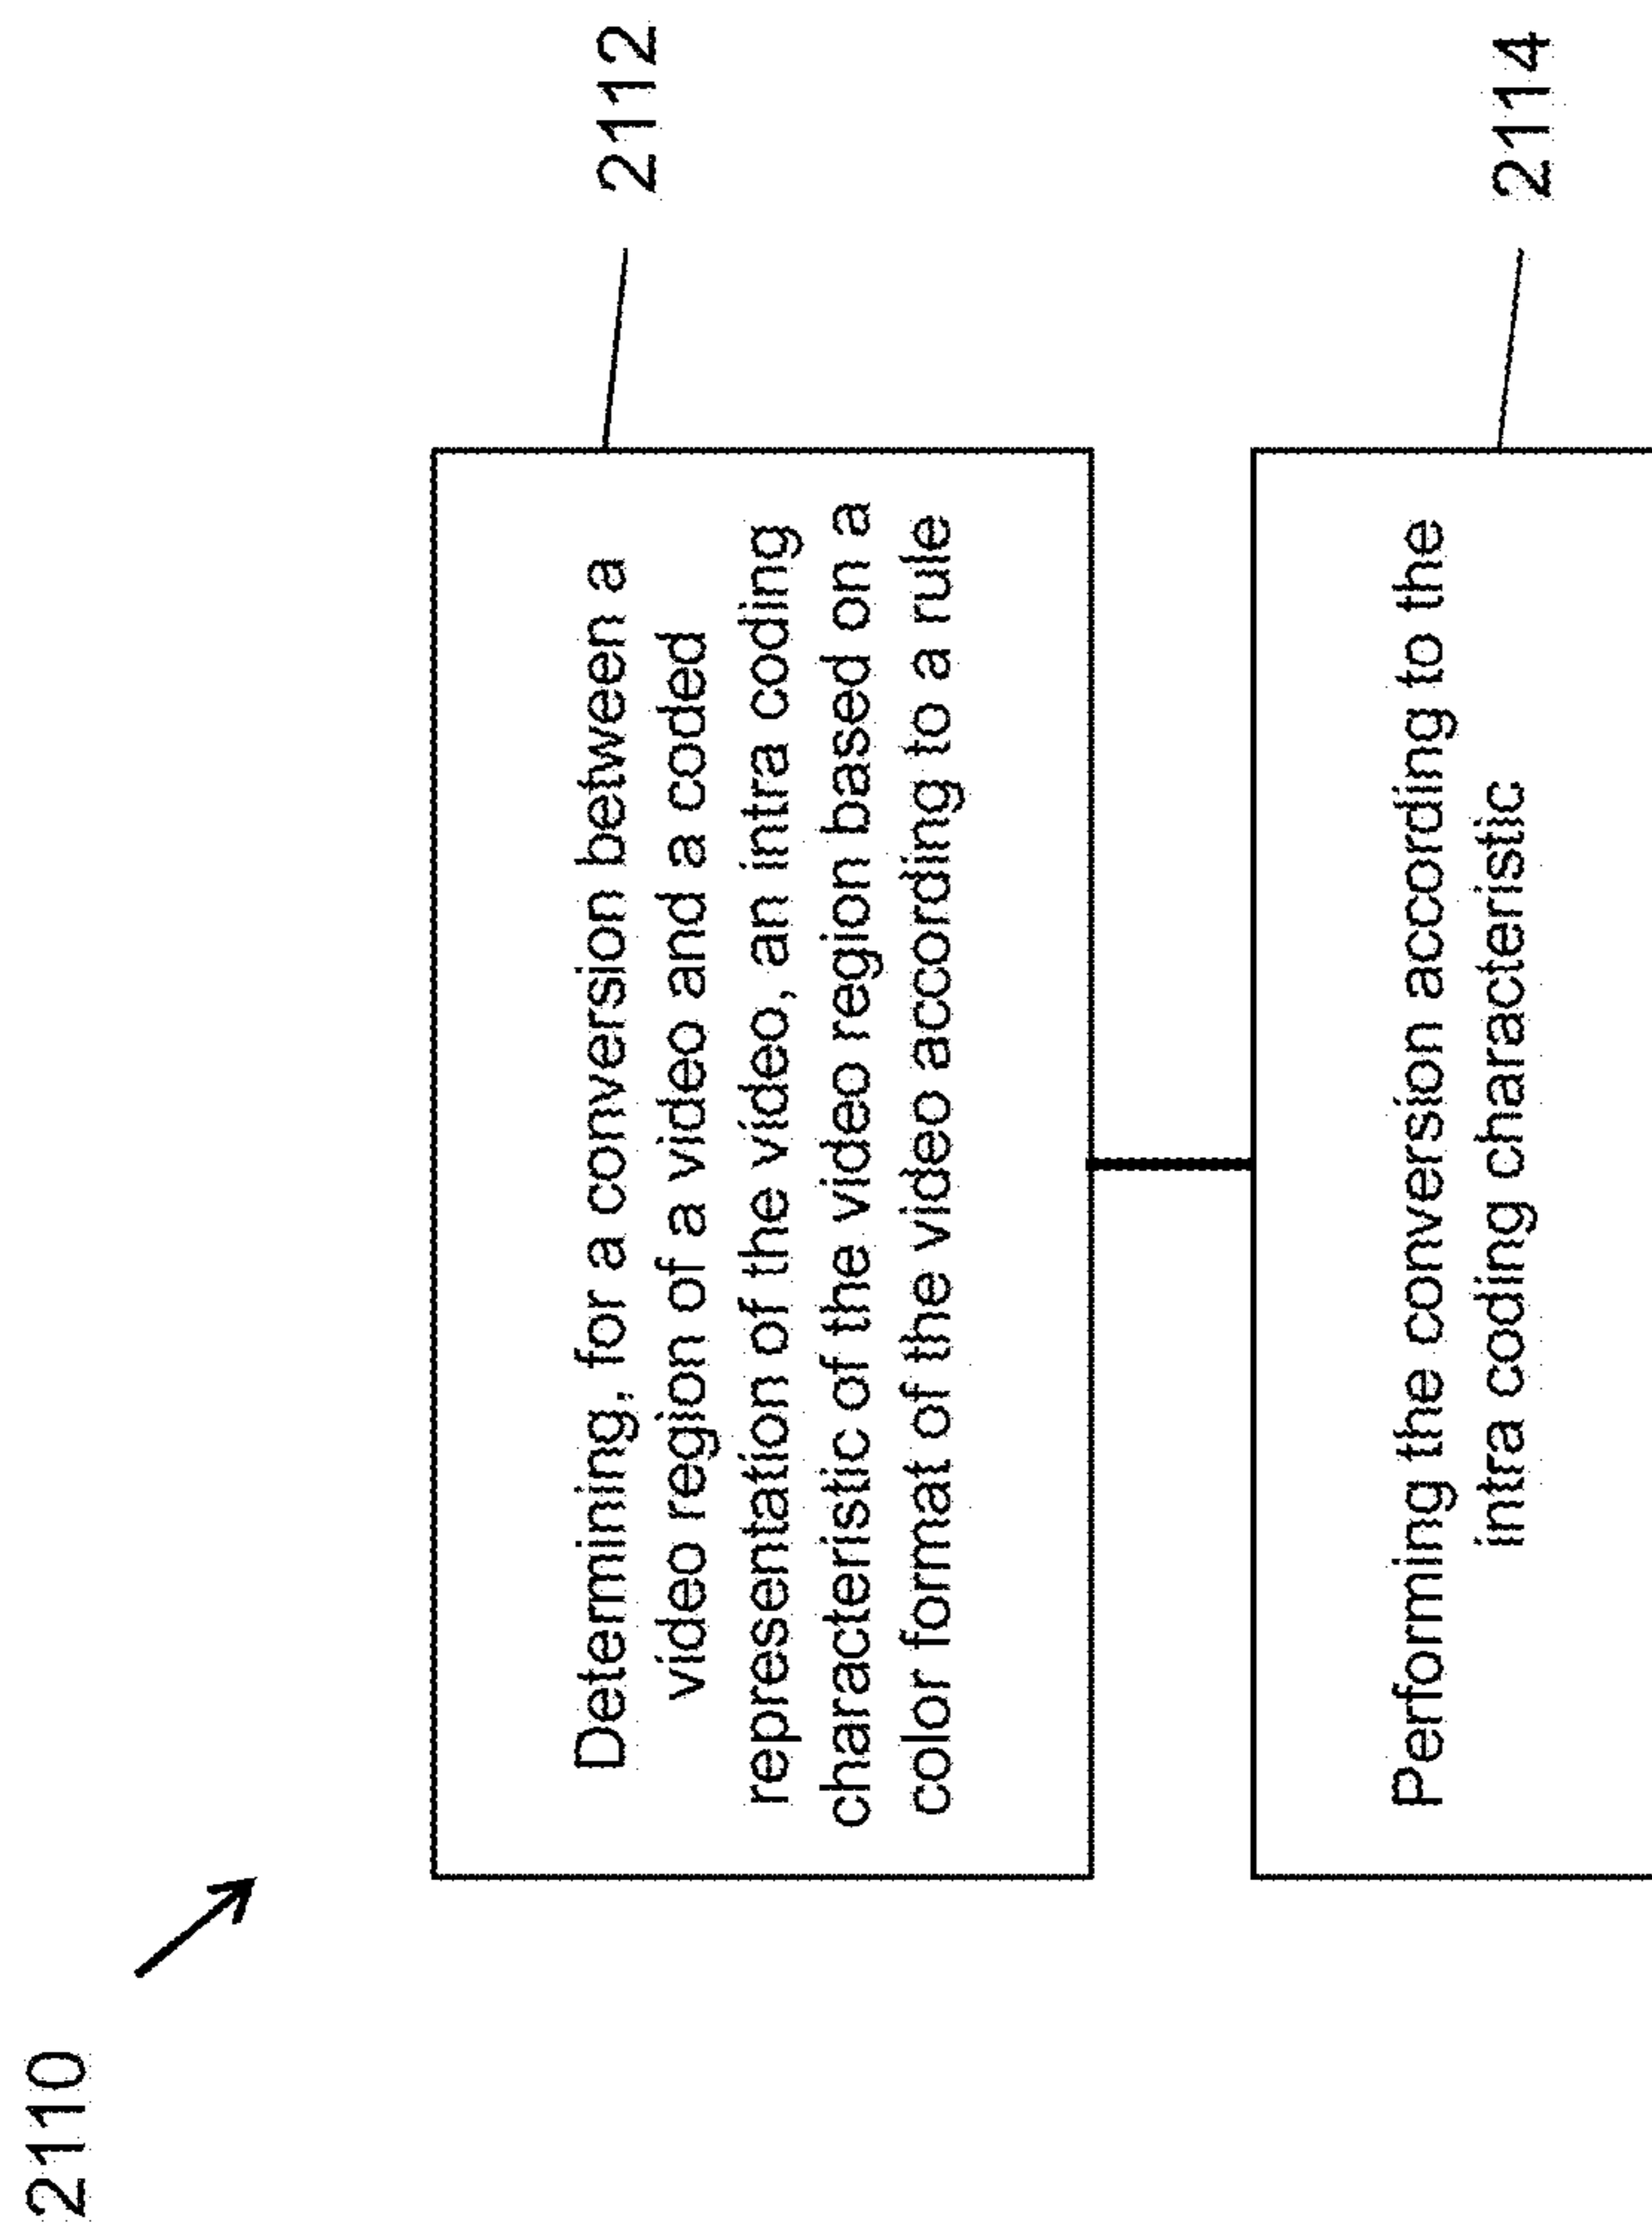 2110
Determining, for a conversion between a
video region of a video and a coded
representation of the video, an intra coding
characteristic of the video region based on a
color format of the video according to a rule
2112
Performing the conversion according to the
intra coding characteristic
2114